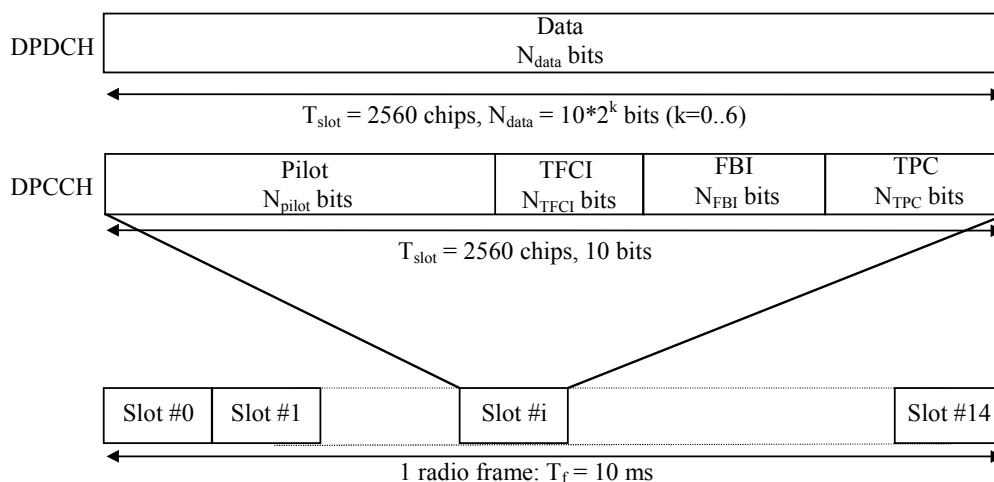 Data
DPDCH
N_data bits
T_slot = 2560 chips, N_data = 10*2^k bits (k=0..6)
Pilot TFCI FBI TPC
DPCCH
N_pilot bits N_TFCI bits N_FBI bits N_TPC bits
T_slot = 2560 chips, 10 bits
Slot #0 Slot #1 Slot #i Slot #14
1 radio frame: T_f = 10 ms